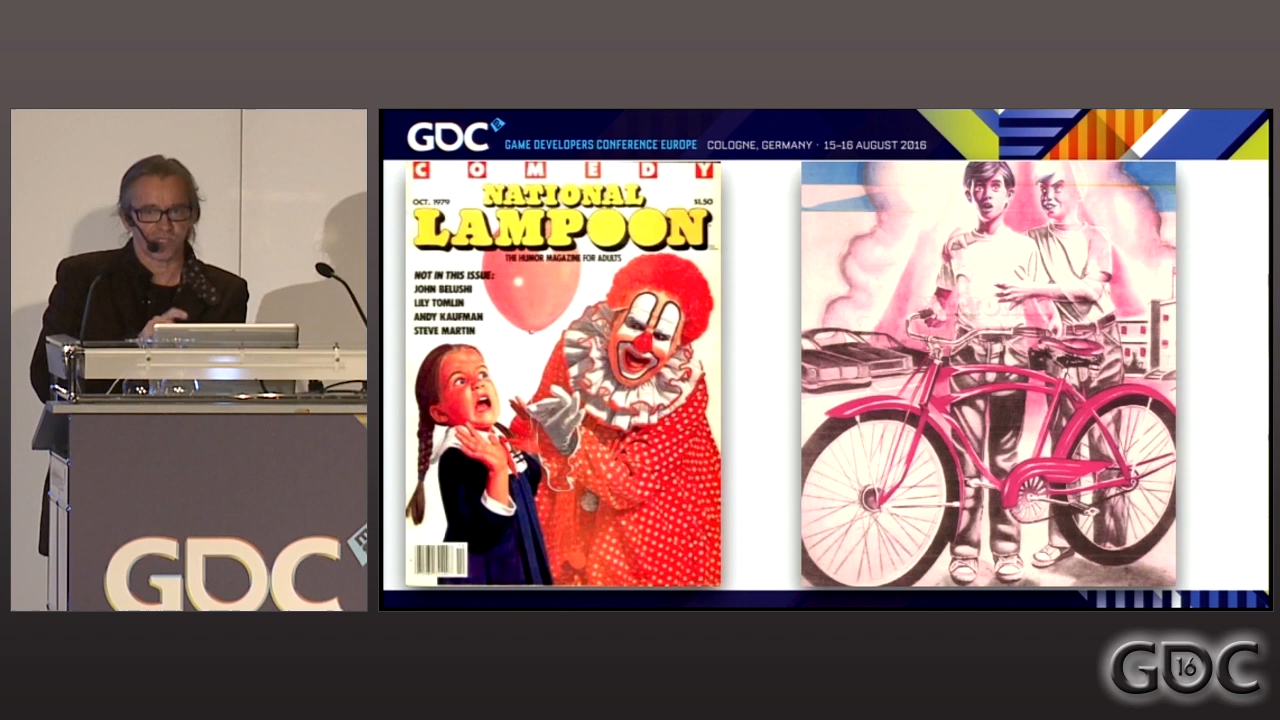 GDC
GAME DEVELOPERS CONFERENCE EUROPE
COLOGNE, GERMANY · 15–16 AUGUST 2016
COMEDY
OCT. 1979
NATIONAL
$1.50
LAMPOON
THE HUMOR MAGAZINE FOR ADULTS
NOT IN THIS ISSUE:
JOHN BELUSHI
LILY TOMLIN
ANDY KAUFMAN
STEVE MARTIN
GDC
GDC
16